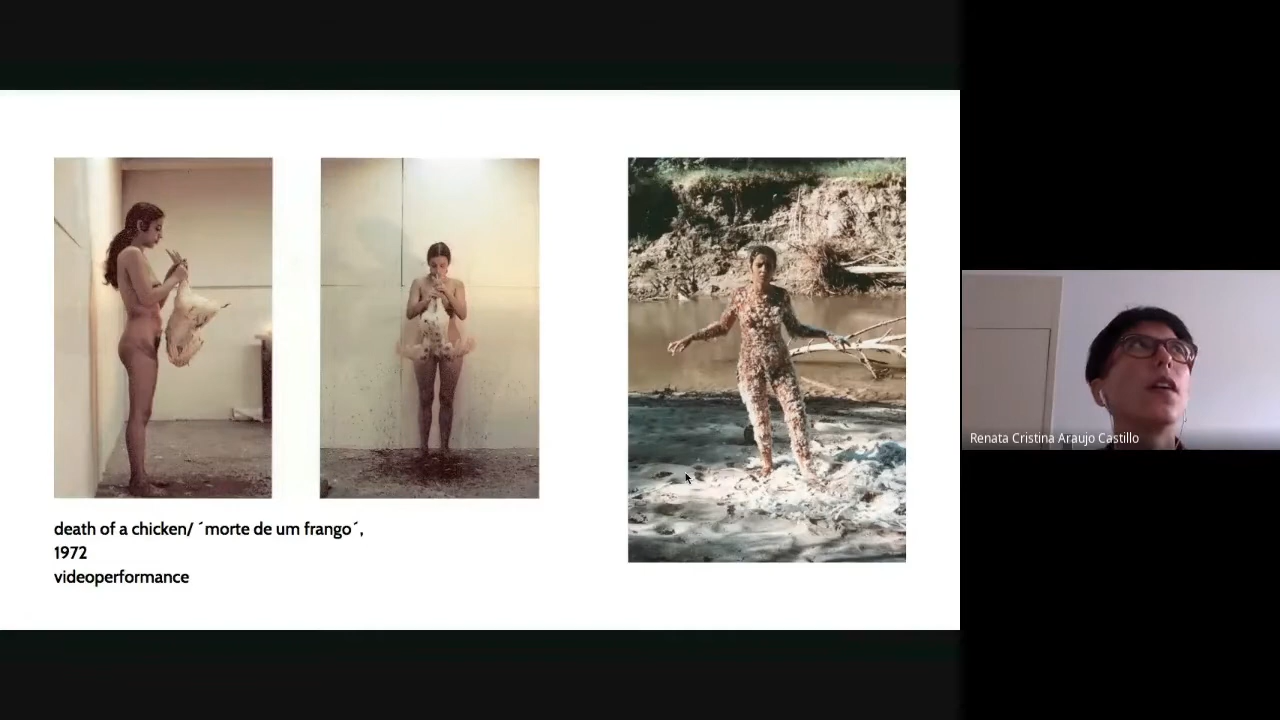 death of a chicken/ ´morte de um frango´,
1972
videoperformance
Renata Cristina Araujo Castillo